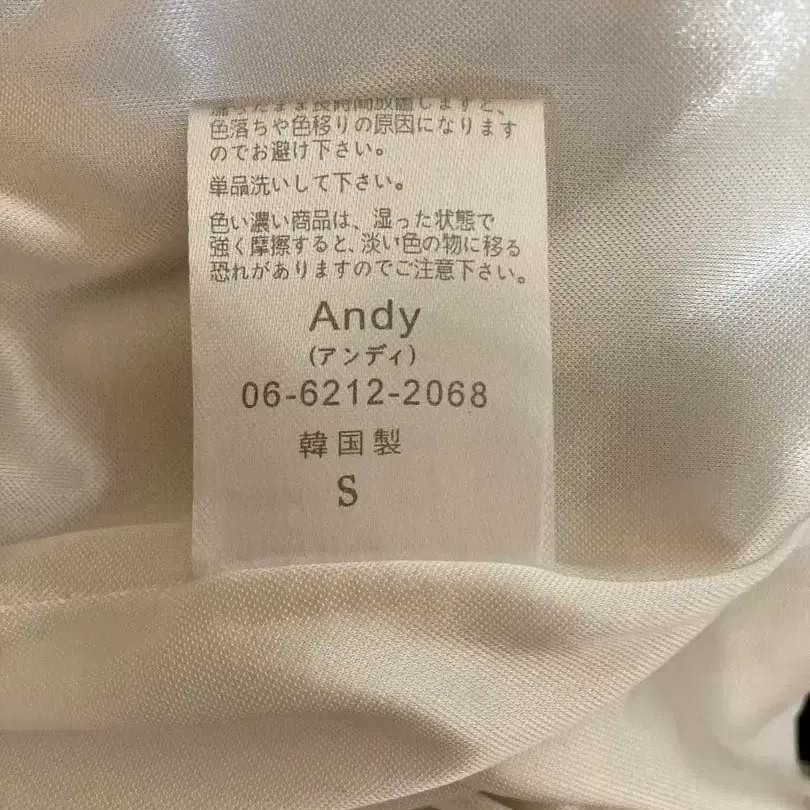 色落ちや色移りの原因になります
のでお避け下さい。
単品洗いして下さい。
色い濃い商品は、湿った状態で
強く摩擦すると、淡い色の物に移る
恐れがありますのでご注意下さい。
Andy
(アンディ)
06-6212-2068
韓国製
S